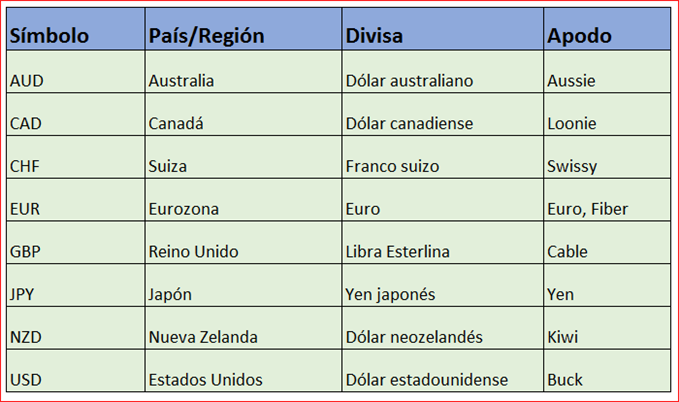 Símbolo País/Región Divisa Apodo
AUD Australia Dólar australiano Aussie
CAD Canadá Dólar canadiense Loonie
CHF Suiza Franco suizo Swissy
EUR Eurozona Euro Euro, Fiber
GBP Reino Unido Libra Esterlina Cable
JPY Japón Yen japonés Yen
NZD Nueva Zelanda Dólar neozelandés Kiwi
USD Estados Unidos Dólar estadounidense Buck